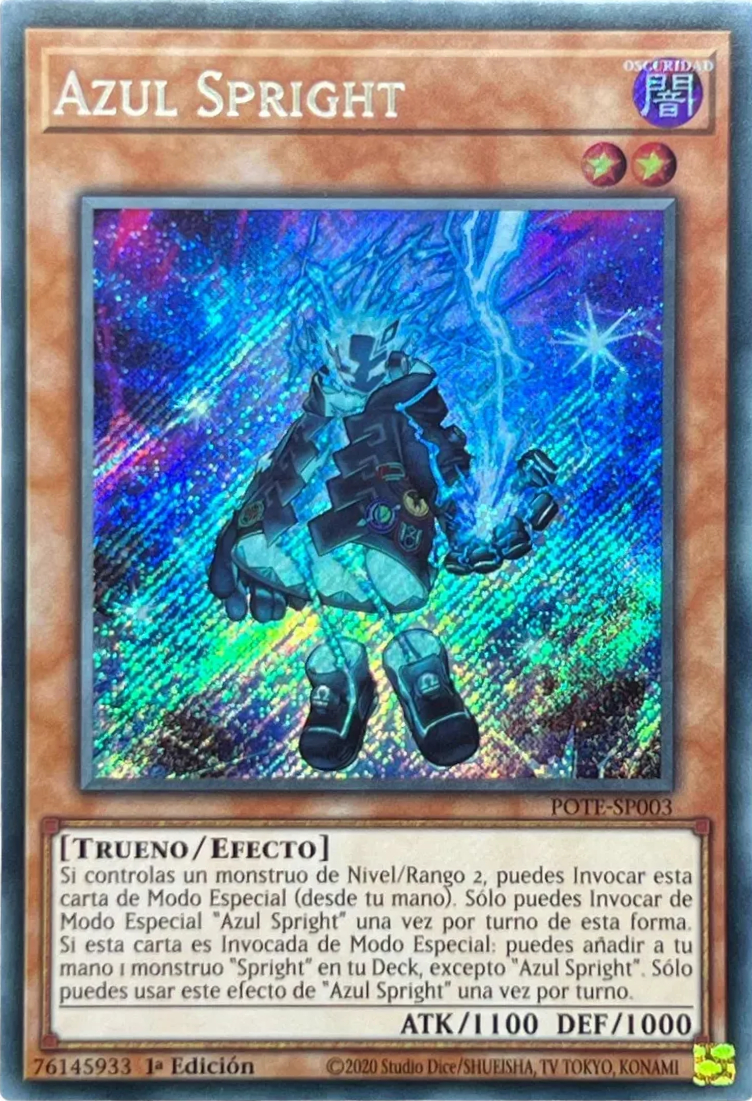 AZUL SPRIGHT
OSCURIDAD
闇
POTE-SP003
[TRUENO/EFECTO]
Si controlas un monstruo de Nivel/Rango 2, puedes Invocar esta
carta de Modo Especial (desde tu mano). Sólo puedes Invocar de
Modo Especial "Azul Spright" una vez por turno de esta forma.
Si esta carta es Invocada de Modo Especial: puedes añadir a tu
mano 1 monstruo "Spright" en tu Deck, excepto "Azul Spright". Sólo
puedes usar este efecto de "Azul Spright" una vez por turno.
ATK/1100 DEF/1000
76145933 1ª Edición ©2020 Studio Dice/SHUEISHA, TV TOKYO, KONAMI